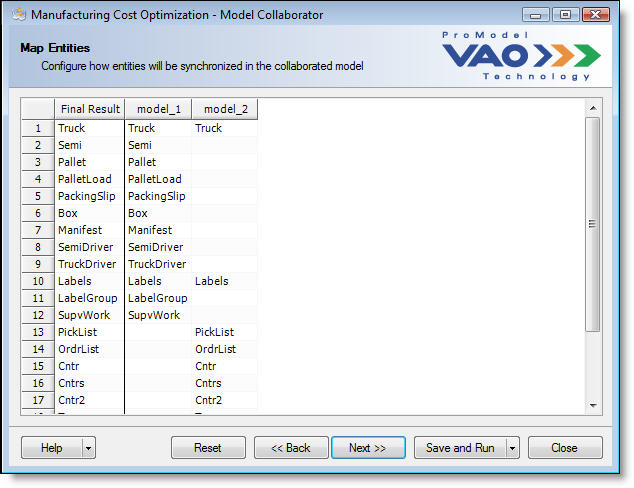 Manufacturing Cost Optimization - Model Collaborator
Map Entities
Configure how entities will be synchronized in the collaborated model
ProModel
VAO
Technology
Final Result model_1 model_2
1 Truck Truck Truck
2 Semi Semi
3 Pallet Pallet
4 PalletLoad PalletLoad
5 PackingSlip PackingSlip
6 Box Box
7 Manifest Manifest
8 SemiDriver SemiDriver
9 TruckDriver TruckDriver
10 Labels Labels Labels
11 LabelGroup LabelGroup
12 SupvWork SupvWork
13 PickList PickList
14 OrdrList OrdrList
15 Cntr Cntr
16 Cntrs Cntrs
17 Cntr2 Cntr2
Help Reset << Back Next >> Save and Run Close